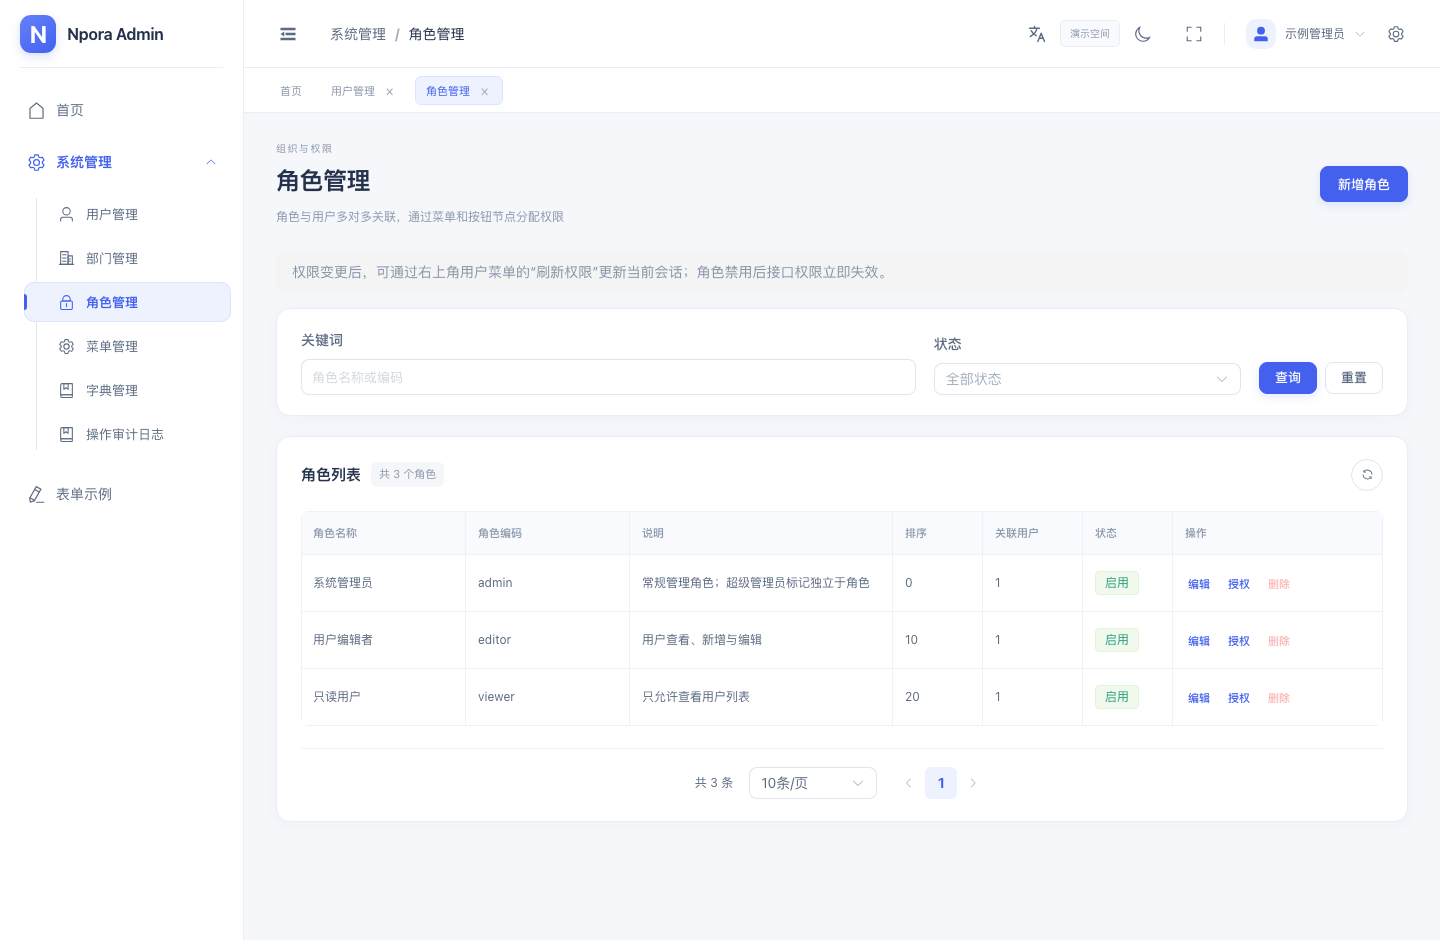 N Npora Admin
系统管理 / 角色管理
演示空间
示例管理员
首页
用户管理 ×
角色管理 ×
首页
系统管理
用户管理
部门管理
角色管理
菜单管理
字典管理
操作审计日志
表单示例
组织与权限
角色管理
角色与用户多对多关联，通过菜单和按钮节点分配权限
新增角色
权限变更后，可通过右上角用户菜单的“刷新权限”更新当前会话；角色禁用后接口权限立即失效。
关键词
角色名称或编码
状态
全部状态
查询
重置
角色列表 共 3 个角色
角色名称 角色编码 说明 排序 关联用户 状态 操作
系统管理员 admin 常规管理角色；超级管理员标记独立于角色 0 1 启用 编辑 授权 删除
用户编辑者 editor 用户查看、新增与编辑 10 1 启用 编辑 授权 删除
只读用户 viewer 只允许查看用户列表 20 1 启用 编辑 授权 删除
共 3 条 10条/页 1